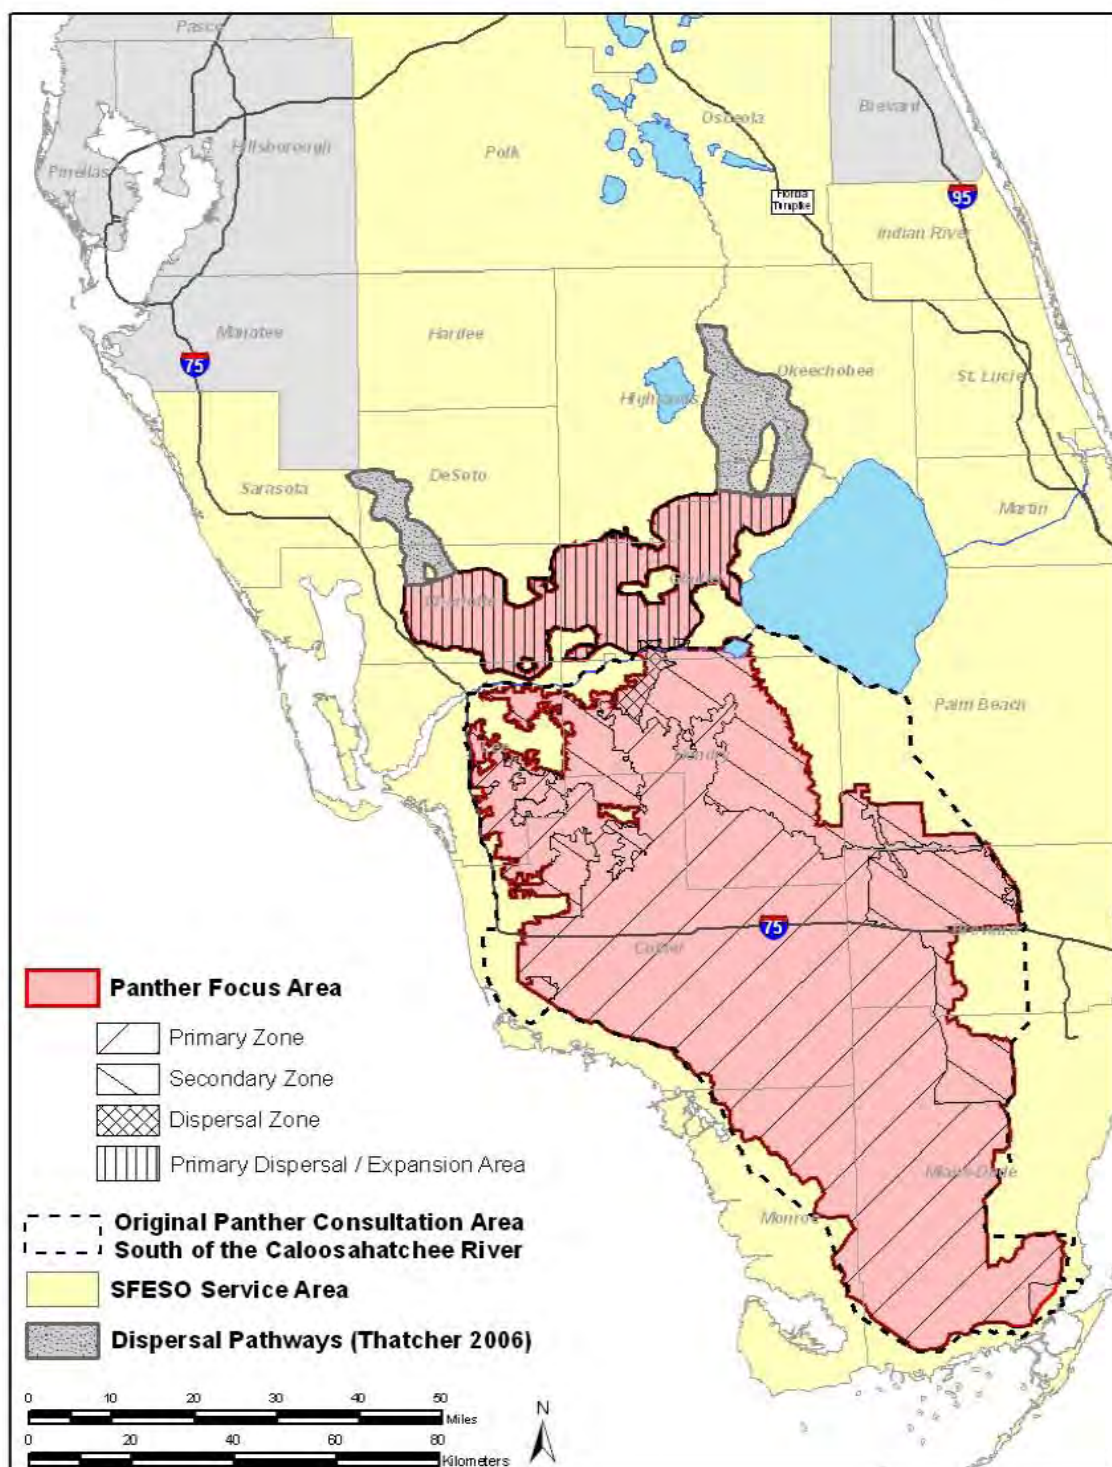 Pasco
Osceola
Brevard
Hillsborough
Polk
Pinellas
Florida
Turnpike
95
Indian River
Manatee
Hardee
75
Okeechobee
St. Lucie
Highlands
DeSoto
Sarasota
Martin
Glades
Charlotte
Palm Beach
Lee
Hendry
75
Broward
Collier
Panther Focus Area
Primary Zone
Secondary Zone
Dispersal Zone
Primary Dispersal / Expansion Area
Miami-Dade
Monroe
Original Panther Consultation Area
South of the Caloosahatchee River
SFESO Service Area
Dispersal Pathways (Thatcher 2006)
0 10 20 30 40 50
Miles
N
0 20 40 60 80
Kilometers